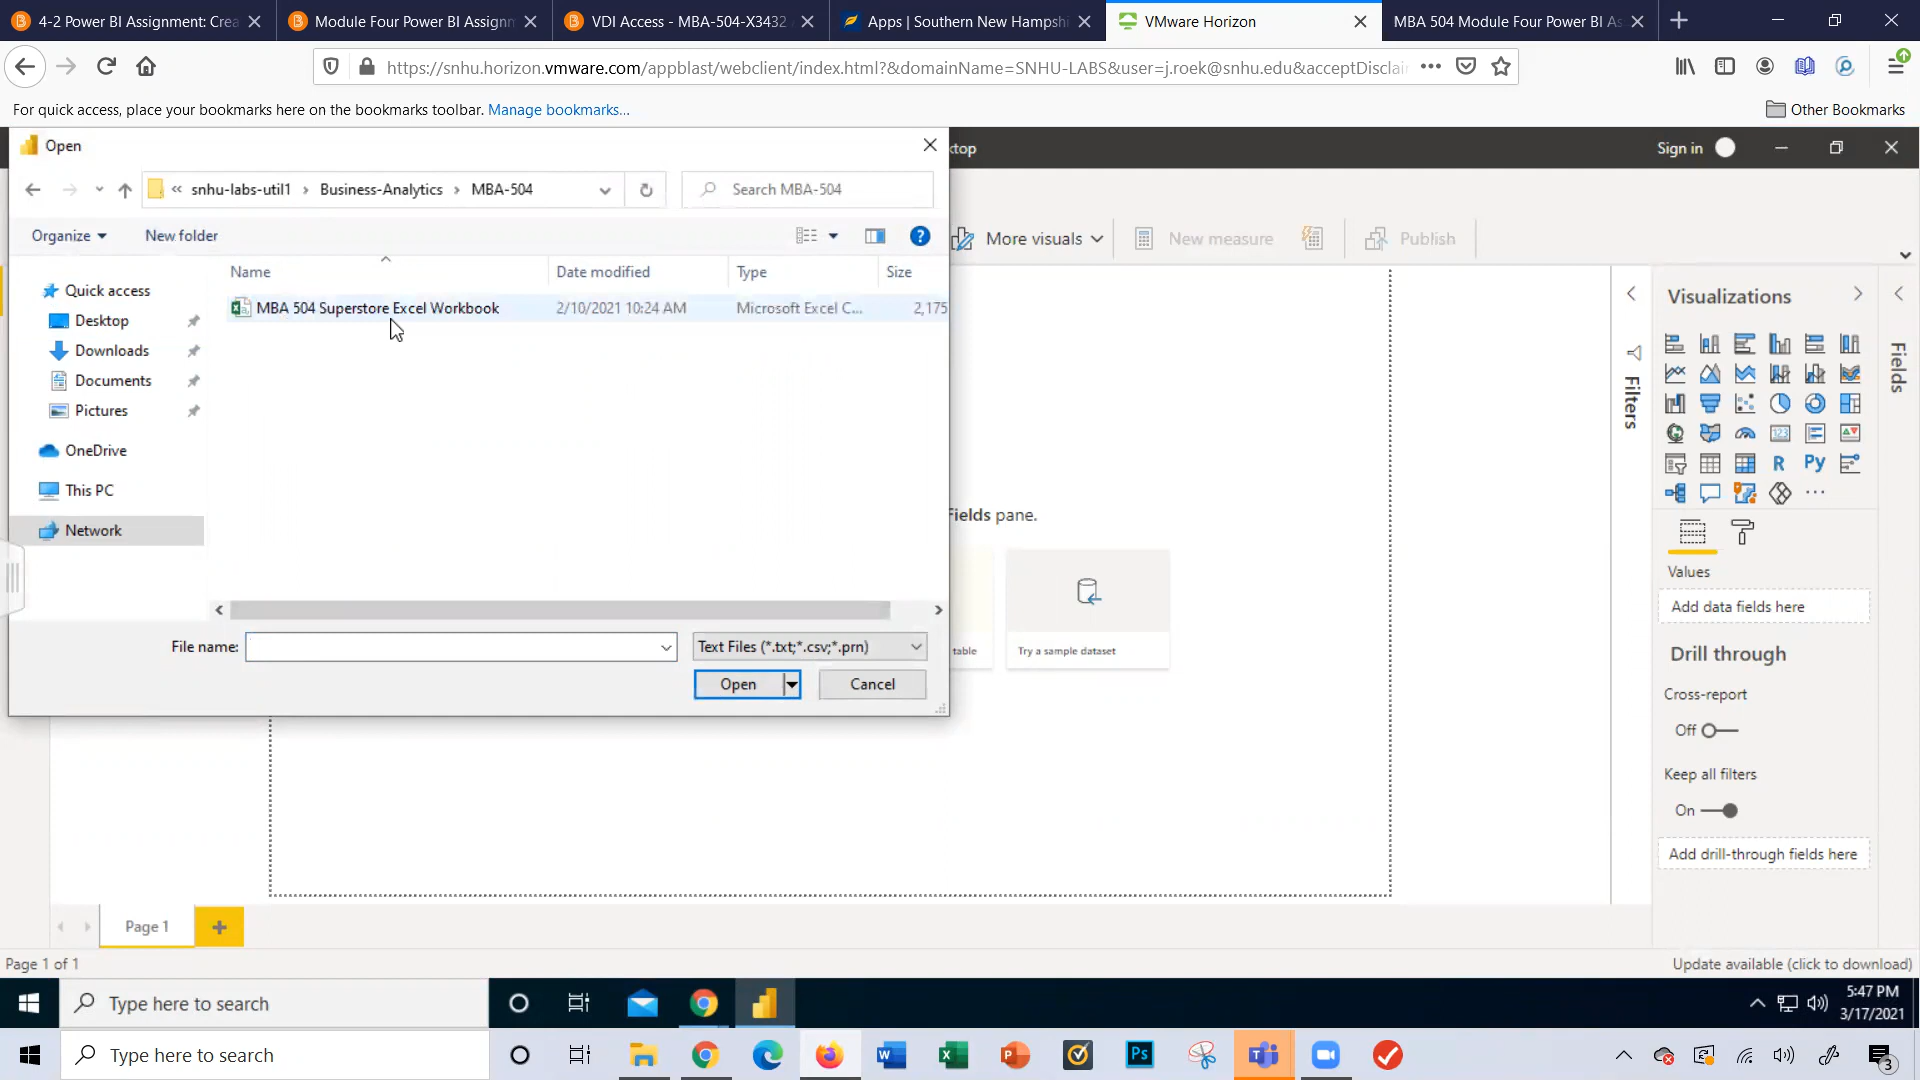 4-2 Power BI Assignment: Crea
Module Four Power BI Assignm
VDI Access - MBA-504-X3432
Apps | Southern New Hampshi
VMware Horizon
MBA 504 Module Four Power BI As
https://snhu.horizon.vmware.com/appblast/webclient/index.html?&domainName=SNHU-LABS&user=j.roek@snhu.edu&acceptDisclai
For quick access, place your bookmarks here on the bookmarks toolbar. Manage bookmarks...
Other Bookmarks
Open
ktop
Sign in
« snhu-labs-util1 › Business-Analytics › MBA-504
Search MBA-504
Organize
New folder
More visuals
New measure
Publish
Name
Date modified
Type
Size
MBA 504 Superstore Excel Workbook
2/10/2021 10:24 AM
Microsoft Excel C...
2,175
Quick access
Desktop
Downloads
Documents
Pictures
OneDrive
This PC
Network
File name:
Text Files (*.txt;*.csv;*.prn)
Open
Cancel
Fields pane.
table
Try a sample dataset
Filters
Visualizations
Fields
R
Py
123
Values
Add data fields here
Drill through
Cross-report
Off
Keep all filters
On
Add drill-through fields here
Page 1
Page 1 of 1
Update available (click to download)
Type here to search
5:47 PM
3/17/2021
Type here to search
Ps
3